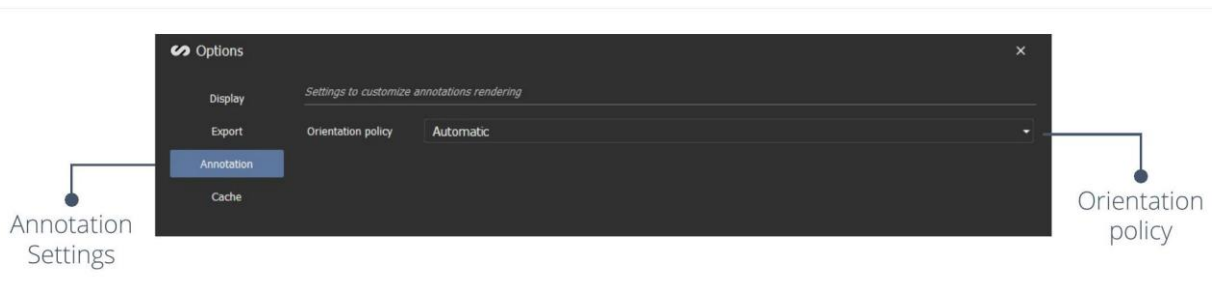 Options
Display
Settings to customize annotations rendering
Export
Orientation policy
Automatic
Annotation
Cache
Annotation
Settings
Orientation
policy